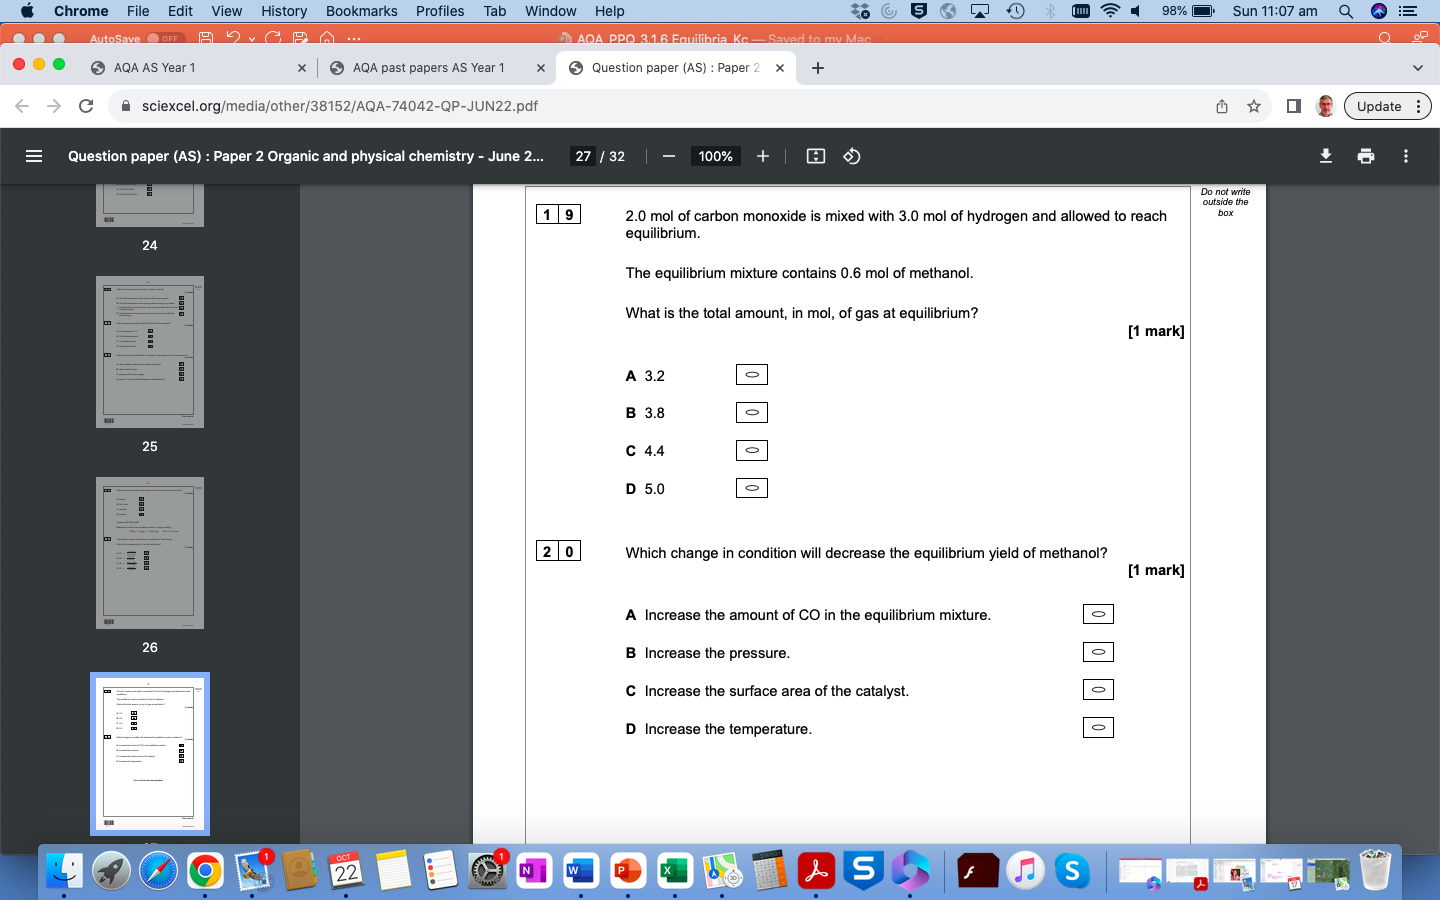 Chrome File Edit View History Bookmarks Profiles Tab Window Help 98% Sun 11:07 am
AutoSave OFF AQA PPQ 3.1.6 Equilibria Kc — Saved to my Mac
AQA AS Year 1 AQA past papers AS Year 1 Question paper (AS) : Paper 2
sciexcel.org/media/other/38152/AQA-74042-QP-JUN22.pdf Update
Question paper (AS) : Paper 2 Organic and physical chemistry - June 2... 27 / 32 100%
24
25
26
Do not write
outside the
box
1 9 2.0 mol of carbon monoxide is mixed with 3.0 mol of hydrogen and allowed to reach
equilibrium.
The equilibrium mixture contains 0.6 mol of methanol.
What is the total amount, in mol, of gas at equilibrium?
[1 mark]
A 3.2
B 3.8
C 4.4
D 5.0
2 0 Which change in condition will decrease the equilibrium yield of methanol?
[1 mark]
A Increase the amount of CO in the equilibrium mixture.
B Increase the pressure.
C Increase the surface area of the catalyst.
D Increase the temperature.
1 OCT 22 1 N W P X 3D S S 17